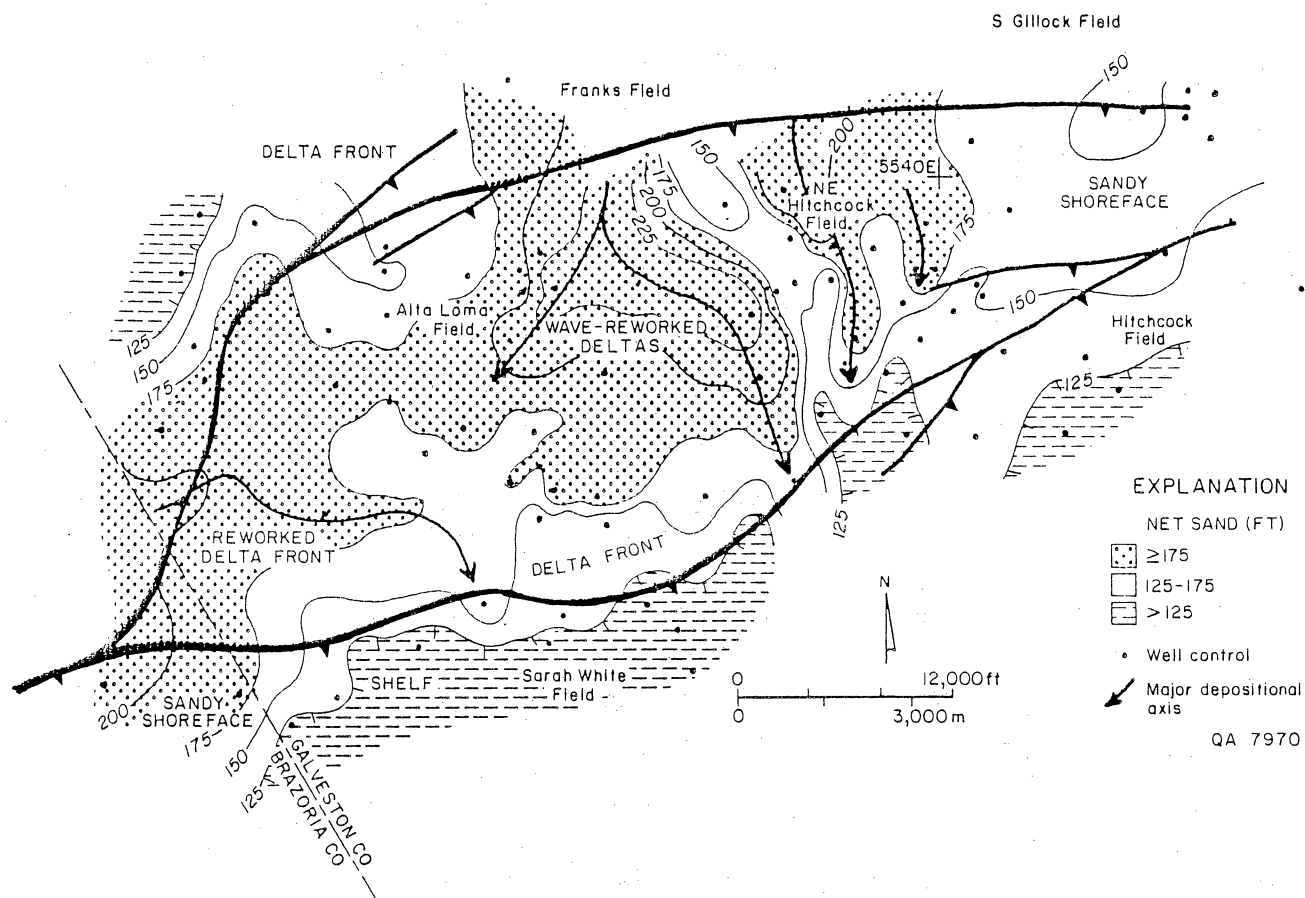 S Gillock Field
150
Franks Field
DELTA FRONT
150
200
5540E
175
200
225
NE
Hitchcock
Field
SANDY
SHOREFACE
175
Alta Loma
Field
WAVE-REWORKED
DELTAS
150
Hitchcock
Field
125
150
175
125
REWORKED
DELTA FRONT
DELTA FRONT
125
EXPLANATION
NET SAND (FT)
≥175
125-175
>125
N
Well control
Major depositional
axis
QA 7970
0 12,000 ft
0 3,000 m
SHELF
Sarah White
Field
SANDY
SHOREFACE
200
175
150
125
GALVESTON CO
BRAZORIA CO